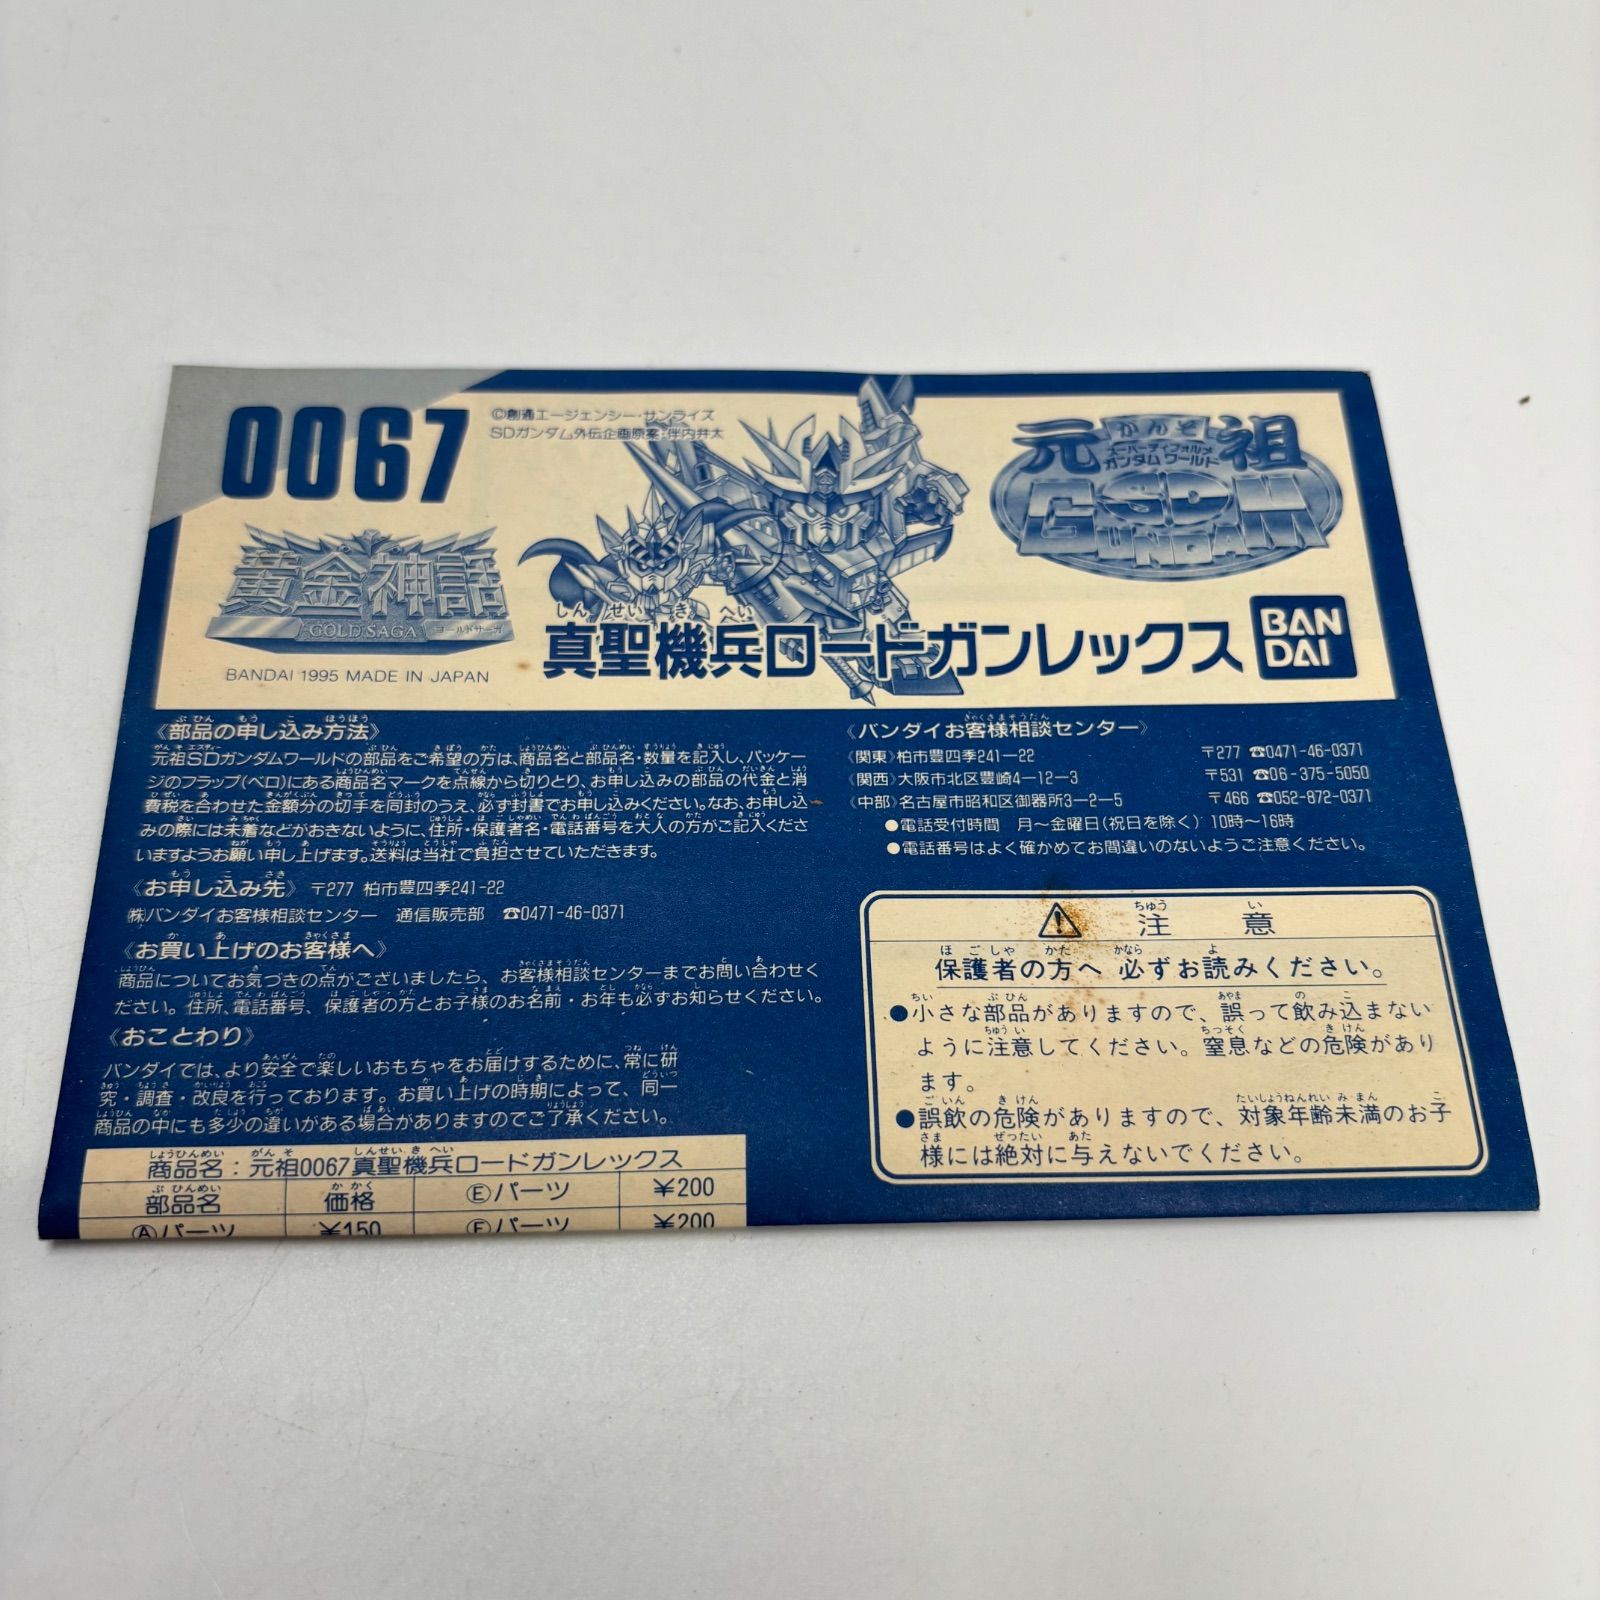 0067
©創通エージェンシー・サンライズ
SDガンダム外伝企画原案:伴内弁太
元祖
がんそ
スーパーディフォルメ
ガンダムワールド
SD
GUNDAM
黄金神話
GOLD SAGA ゴールドサーガ
BANDAI 1995 MADE IN JAPAN
しんせいきへい
真聖機兵ロードガンレックス
BAN
DAI
《部品の申し込み方法》
元祖SDガンダムワールドの部品をご希望の方は、商品名と部品名・数量を記入し、パッケー
ジのフラップ(ベロ)にある商品名マークを点線から切りとり、お申し込みの部品の代金と消
費税を合わせた金額分の切手を同封のうえ、必ず封書でお申し込みください。なお、お申し込
みの際には未着などがおきないように、住所・保護者名・電話番号を大人の方がご記入くださ
いますようお願い申し上げます。送料は当社で負担させていただきます。
《お申し込み先》 〒277 柏市豊四季241-22
㈱バンダイお客様相談センター 通信販売部 ☎0471-46-0371
《お買い上げのお客様へ》
商品についてお気づきの点がございましたら、お客様相談センターまでお問い合わせく
ださい。住所、電話番号、保護者の方とお子様のお名前・お年も必ずお知らせください。
《おことわり》
バンダイでは、より安全で楽しいおもちゃをお届けするために、常に研
究・調査・改良を行っております。お買い上げの時期によって、同一
商品の中にも多少の違いがある場合がありますのでご了承ください。
商品名:元祖0067真聖機兵ロードガンレックス
部品名 価格 Ⓔパーツ ¥200
Ⓐパーツ ¥150 Ⓕパーツ ¥200
《バンダイお客様相談センター》
(関東)柏市豊四季241-22 〒277 ☎0471-46-0371
(関西)大阪市北区豊崎4-12-3 〒531 ☎06-375-5050
(中部)名古屋市昭和区御器所3-2-5 〒466 ☎052-872-0371
●電話受付時間 月~金曜日(祝日を除く)10時~16時
●電話番号はよく確かめてお間違いのないようご注意ください。
⚠ 注意
保護者の方へ 必ずお読みください。
●小さな部品がありますので、誤って飲み込まない
ように注意してください。窒息などの危険があり
ます。
●誤飲の危険がありますので、対象年齢未満のお子
様には絶対に与えないでください。